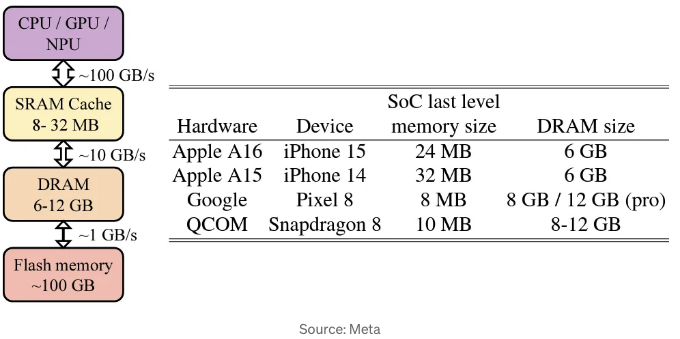 CPU / GPU /
NPU
~100 GB/s
SRAM Cache
8- 32 MB
~10 GB/s
DRAM
6-12 GB
~1 GB/s
Flash memory
~100 GB
SoC last level
Hardware Device memory size DRAM size
Apple A16 iPhone 15 24 MB 6 GB
Apple A15 iPhone 14 32 MB 6 GB
Google Pixel 8 8 MB 8 GB / 12 GB (pro)
QCOM Snapdragon 8 10 MB 8-12 GB
Source: Meta